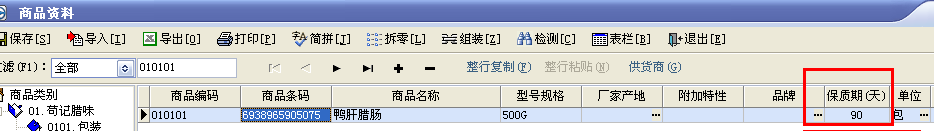 商品资料
保存[S] 导入[I] 导出[O] 打印[P] 简拼[J] 拆零[L] 组装[Z] 检测[C] 表栏[B] 退出[E]
过滤(F1): 全部 010101 整行复制(F) 整行粘贴(N) 供货商(G)
商品类别 商品编码 商品条码 商品名称 型号规格 厂家产地 附加特性 品牌 保质期(天) 单位
01. 苟记腊味 010101 6938965905075 鸭肝腊肠 500G ... ... 90 包
0101. 包装